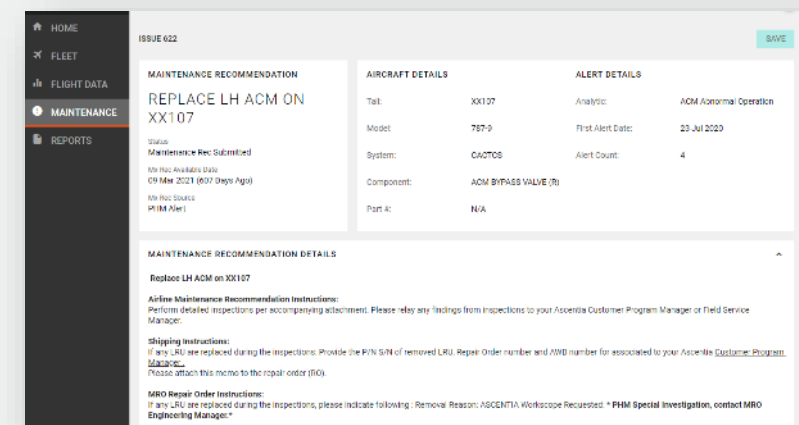 HOME
FLEET
FLIGHT DATA
MAINTENANCE
REPORTS
ISSUE 622
SAVE
MAINTENANCE RECOMMENDATION
REPLACE LH ACM ON
XX107
Status
Maintenance Rec Submitted
Mx Rec Available Date
09 Mar 2021 (607 Days Ago)
Mx Rec Source
PHM Alert
AIRCRAFT DETAILS
Tail: XX107
Model: 787-9
System: CACTCS
Component: ACM BYPASS VALVE (R)
Part #: N/A
ALERT DETAILS
Analytic: ACM Abnormal Operation
First Alert Date: 23 Jul 2020
Alert Count: 4
MAINTENANCE RECOMMENDATION DETAILS
Replace LH ACM on XX107
Airline Maintenance Recommendation Instructions:
Perform detailed inspections per accompanying attachment. Please relay any findings from inspections to your Ascentia Customer Program Manager or Field Service
Manager.
Shipping Instructions:
If any LRU are replaced during the inspections: Provide the P/N S/N of removed LRU, Repair Order number and AWB number for associated to your Ascentia Customer Program
Manager .
Please attach this memo to the repair order (RO).
MRO Repair Order Instructions:
If any LRU are replaced during the inspections, please indicate following : Removal Reason: ASCENTIA Workscope Requested. * PHM Special Investigation, contact MRO
Engineering Manager.*